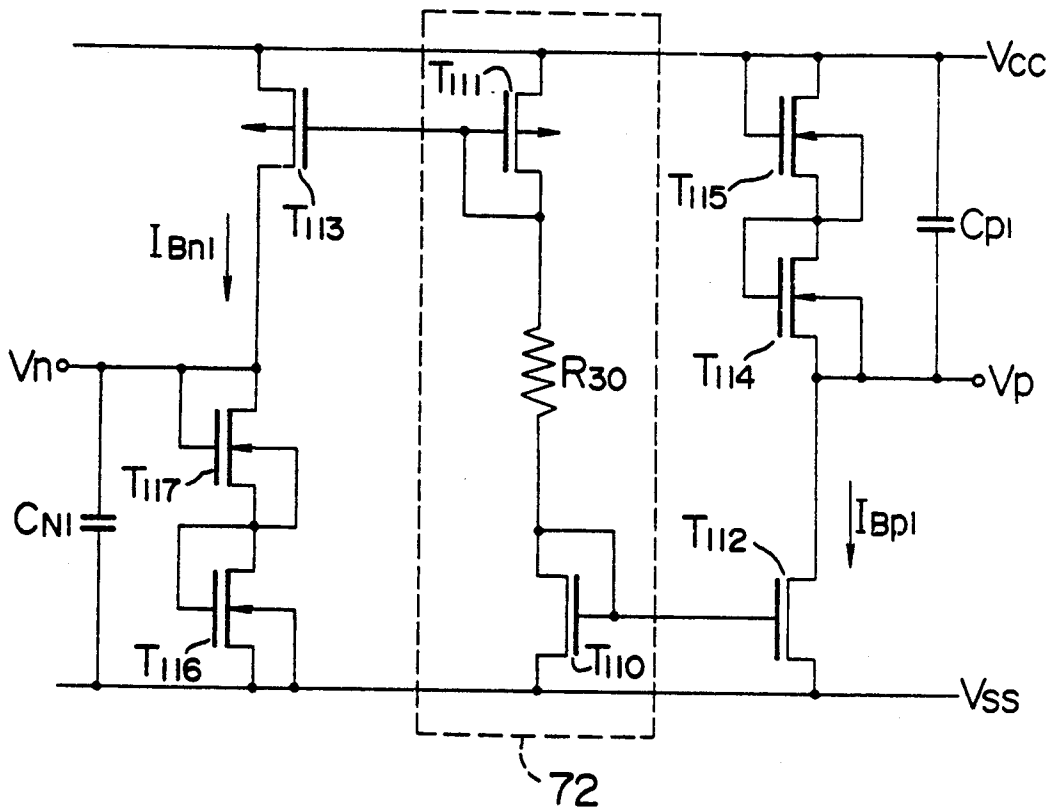 VCC
T111
T113
T115
CP1
IBn1
Vn
R30
T114
Vp
T117
CN1
T112
IBp1
T116
T110
VSS
72